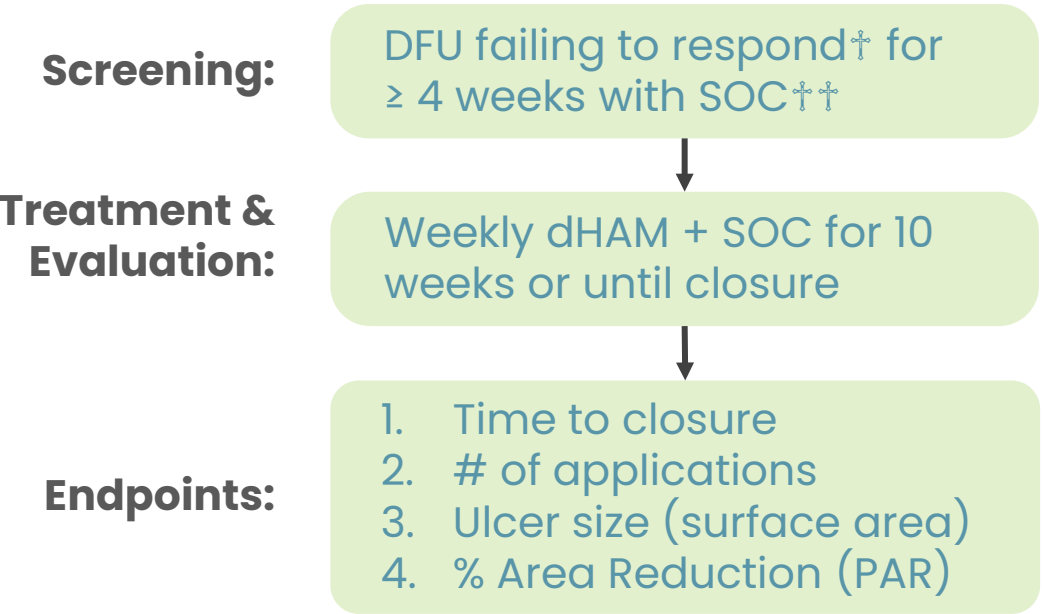 Screening:
DFU failing to respond† for
≥ 4 weeks with SOC††
Treatment &
Evaluation:
Weekly dHAM + SOC for 10
weeks or until closure
Endpoints:
1. Time to closure
2. # of applications
3. Ulcer size (surface area)
4. % Area Reduction (PAR)